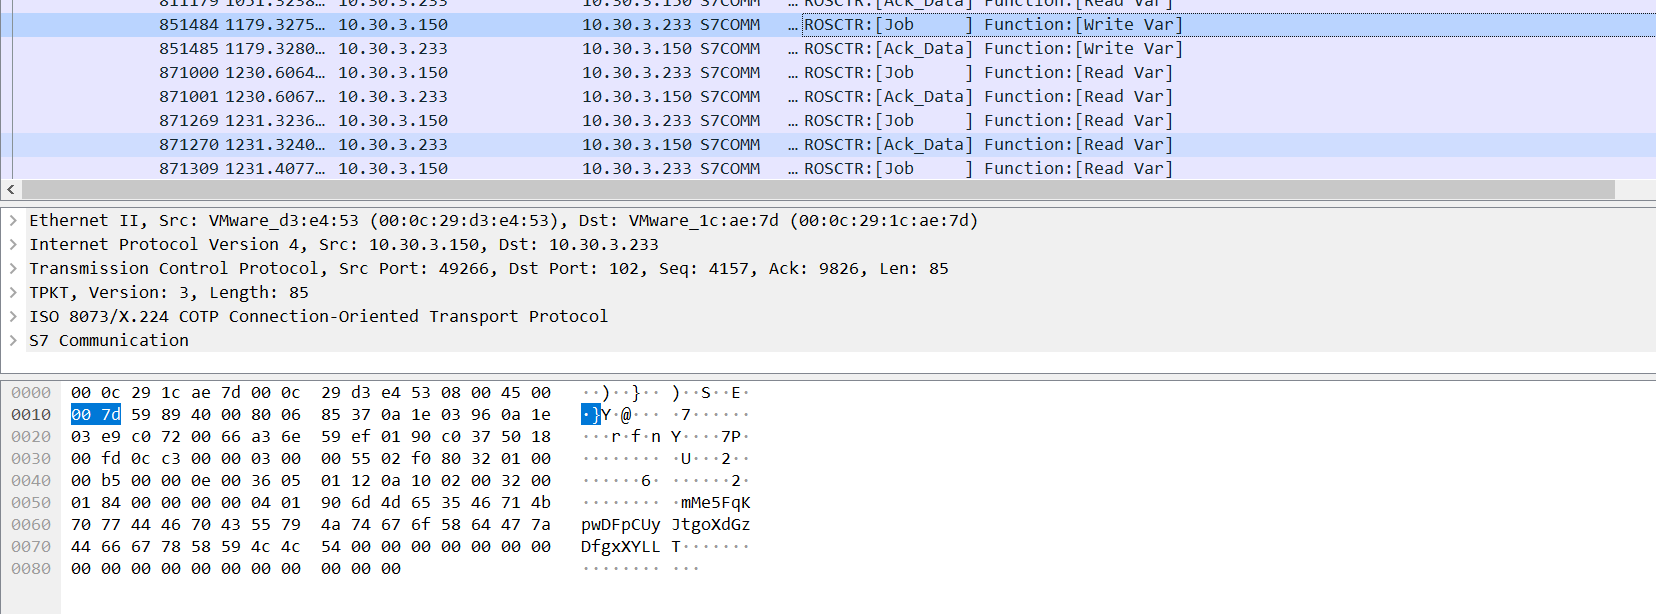 811179 1051.3238… 10.30.3.233 10.30.3.150 S7COMM …ROSCTR:[Ack_Data] Function:[Read Var]
851484 1179.3275… 10.30.3.150 10.30.3.233 S7COMM …ROSCTR:[Job     ] Function:[Write Var]
851485 1179.3280… 10.30.3.233 10.30.3.150 S7COMM …ROSCTR:[Ack_Data] Function:[Write Var]
871000 1230.6064… 10.30.3.150 10.30.3.233 S7COMM …ROSCTR:[Job     ] Function:[Read Var]
871001 1230.6067… 10.30.3.233 10.30.3.150 S7COMM …ROSCTR:[Ack_Data] Function:[Read Var]
871269 1231.3236… 10.30.3.150 10.30.3.233 S7COMM …ROSCTR:[Job     ] Function:[Read Var]
871270 1231.3240… 10.30.3.233 10.30.3.150 S7COMM …ROSCTR:[Ack_Data] Function:[Read Var]
871309 1231.4077… 10.30.3.150 10.30.3.233 S7COMM …ROSCTR:[Job     ] Function:[Read Var]
Ethernet II, Src: VMware_d3:e4:53 (00:0c:29:d3:e4:53), Dst: VMware_1c:ae:7d (00:0c:29:1c:ae:7d)
Internet Protocol Version 4, Src: 10.30.3.150, Dst: 10.30.3.233
Transmission Control Protocol, Src Port: 49266, Dst Port: 102, Seq: 4157, Ack: 9826, Len: 85
TPKT, Version: 3, Length: 85
ISO 8073/X.224 COTP Connection-Oriented Transport Protocol
S7 Communication
0000 00 0c 29 1c ae 7d 00 0c 29 d3 e4 53 08 00 45 00 ··)··}·· )··S··E·
0010 00 7d 59 89 40 00 80 06 85 37 0a 1e 03 96 0a 1e ·}Y·@··· ·7······
0020 03 e9 c0 72 00 66 a3 6e 59 ef 01 90 c0 37 50 18 ···r·f·n Y····7P·
0030 00 fd 0c c3 00 00 03 00 00 55 02 f0 80 32 01 00 ········ ·U···2··
0040 00 b5 00 00 0e 00 36 05 01 12 0a 10 02 00 32 00 ······6· ······2·
0050 01 84 00 00 00 00 04 01 90 6d 4d 65 35 46 71 4b ········ ·mMe5FqK
0060 70 77 44 46 70 43 55 79 4a 74 67 6f 58 64 47 7a pwDFpCUy JtgoXdGz
0070 44 66 67 78 58 59 4c 4c 54 00 00 00 00 00 00 00 DfgxXYLL T·······
0080 00 00 00 00 00 00 00 00 00 00 00 ········ ···